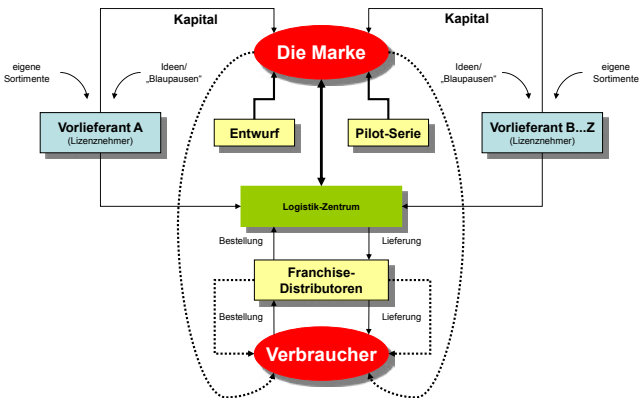 Kapital
Kapital
Die Marke
eigene
Sortimente
Ideen/
„Blaupausen“
Ideen/
„Blaupausen“
eigene
Sortimente
Vorlieferant A
(Lizenznehmer)
Entwurf
Pilot-Serie
Vorlieferant B...Z
(Lizenznehmer)
Logistik-Zentrum
Bestellung
Lieferung
Franchise-
Distributoren
Bestellung
Lieferung
Verbraucher